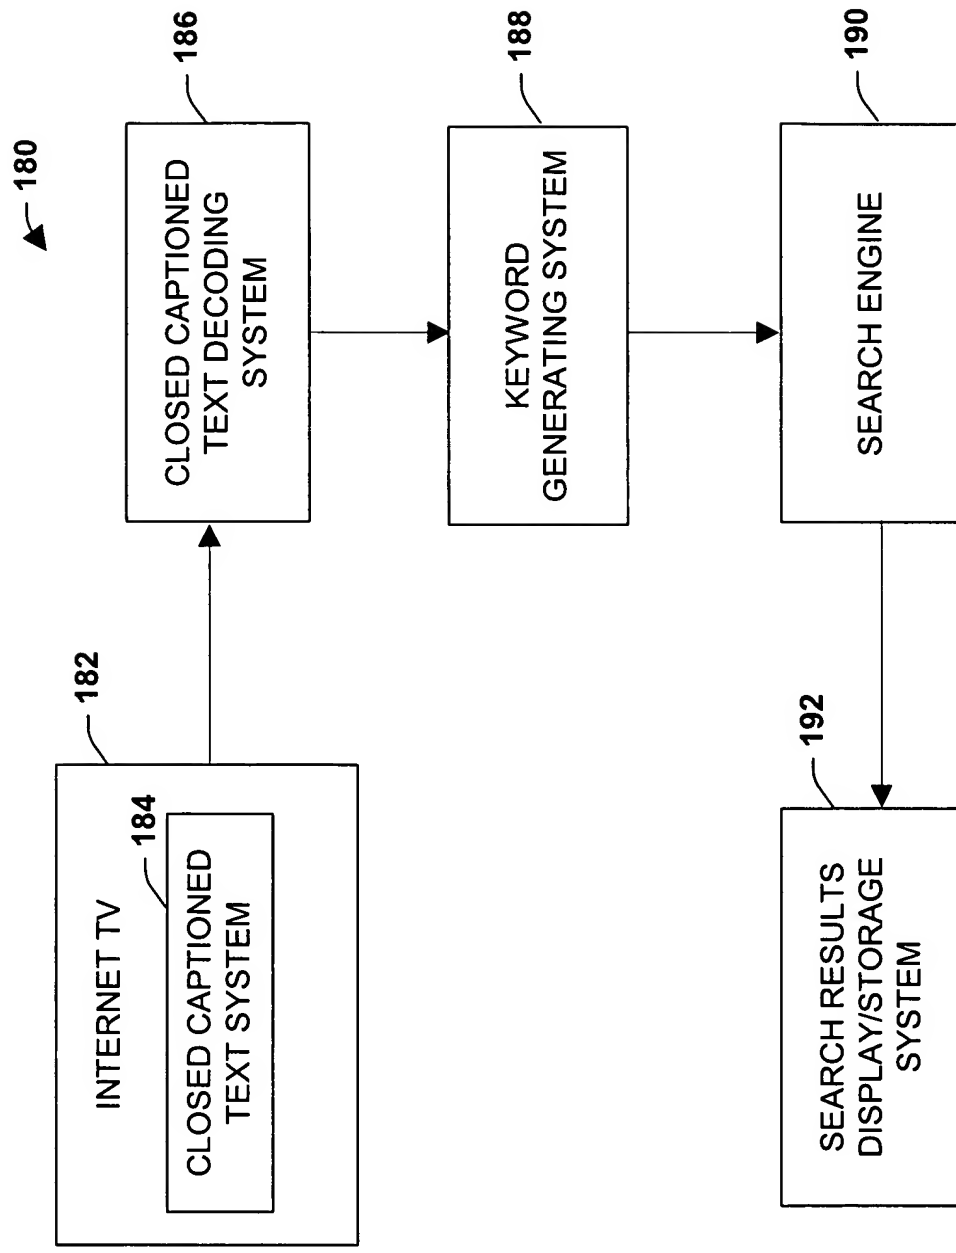 180
INTERNET TV
182
184
CLOSED CAPTIONED
TEXT SYSTEM
CLOSED CAPTIONED
TEXT DECODING
SYSTEM
186
KEYWORD
GENERATING SYSTEM
188
SEARCH ENGINE
190
SEARCH RESULTS
DISPLAY/STORAGE
SYSTEM
192